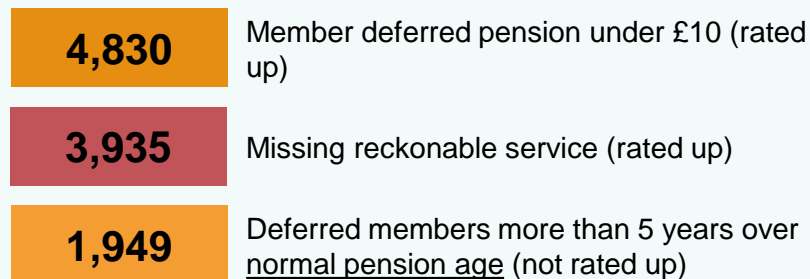 4,830
Member deferred pension under £10 (rated
up)
3,935
Missing reckonable service (rated up)
1,949
Deferred members more than 5 years over
normal pension age (not rated up)